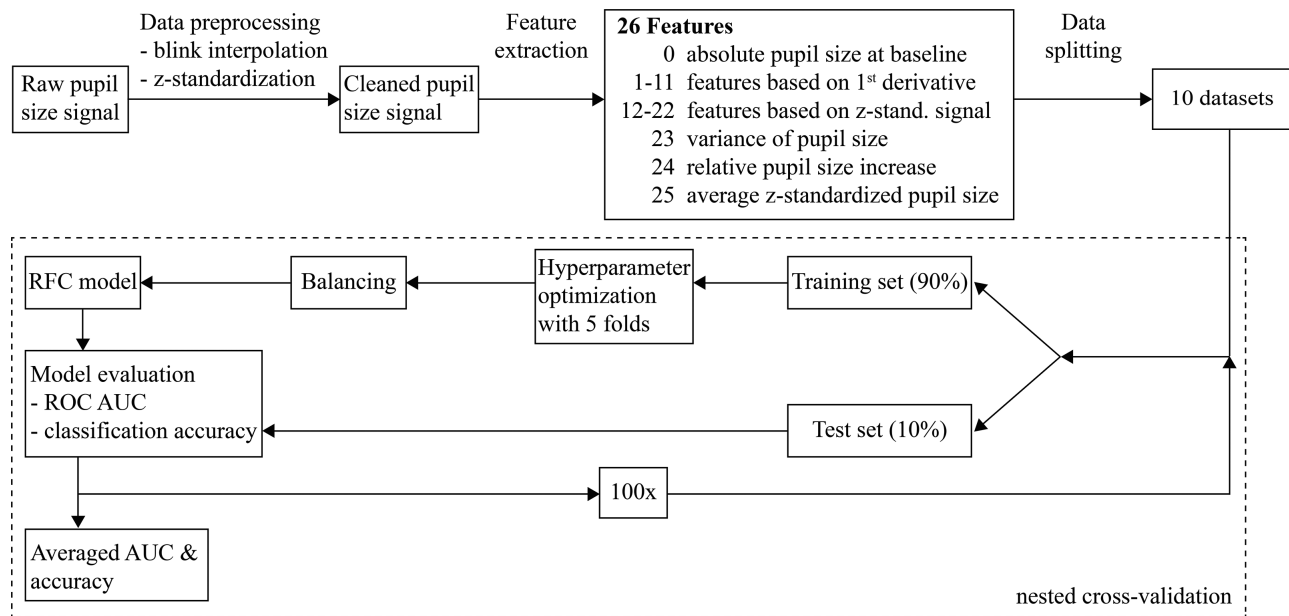 Data preprocessing
- blink interpolation
- z-standardization
Raw pupil
size signal
Cleaned pupil
size signal
Feature
extraction
26 Features
0 absolute pupil size at baseline
1-11 features based on 1st derivative
12-22 features based on z-stand. signal
23 variance of pupil size
24 relative pupil size increase
25 average z-standardized pupil size
Data
splitting
10 datasets
RFC model
Balancing
Hyperparameter
optimization
with 5 folds
Training set (90%)
Model evaluation
- ROC AUC
- classification accuracy
Test set (10%)
100x
Averaged AUC &
accuracy
nested cross-validation